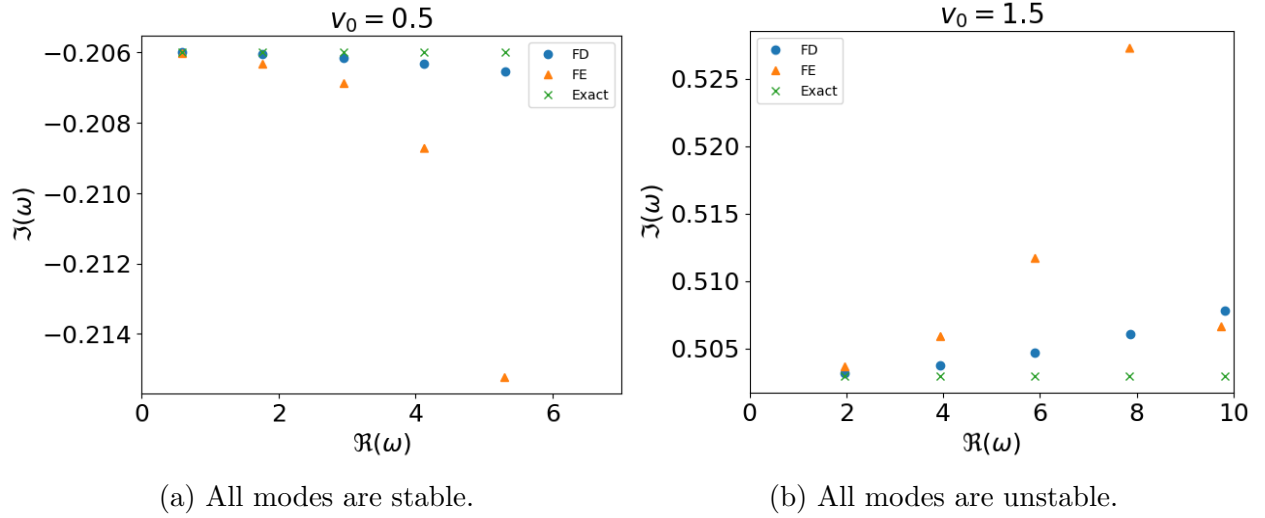 v₀ = 0.5
−0.206
−0.208
−0.210
−0.212
−0.214
ℑ(ω)
FD
FE
Exact
0 2 4 6
ℜ(ω)
(a) All modes are stable.
v₀ = 1.5
0.525
0.520
0.515
0.510
0.505
ℑ(ω)
FD
FE
Exact
0 2 4 6 8 10
ℜ(ω)
(b) All modes are unstable.